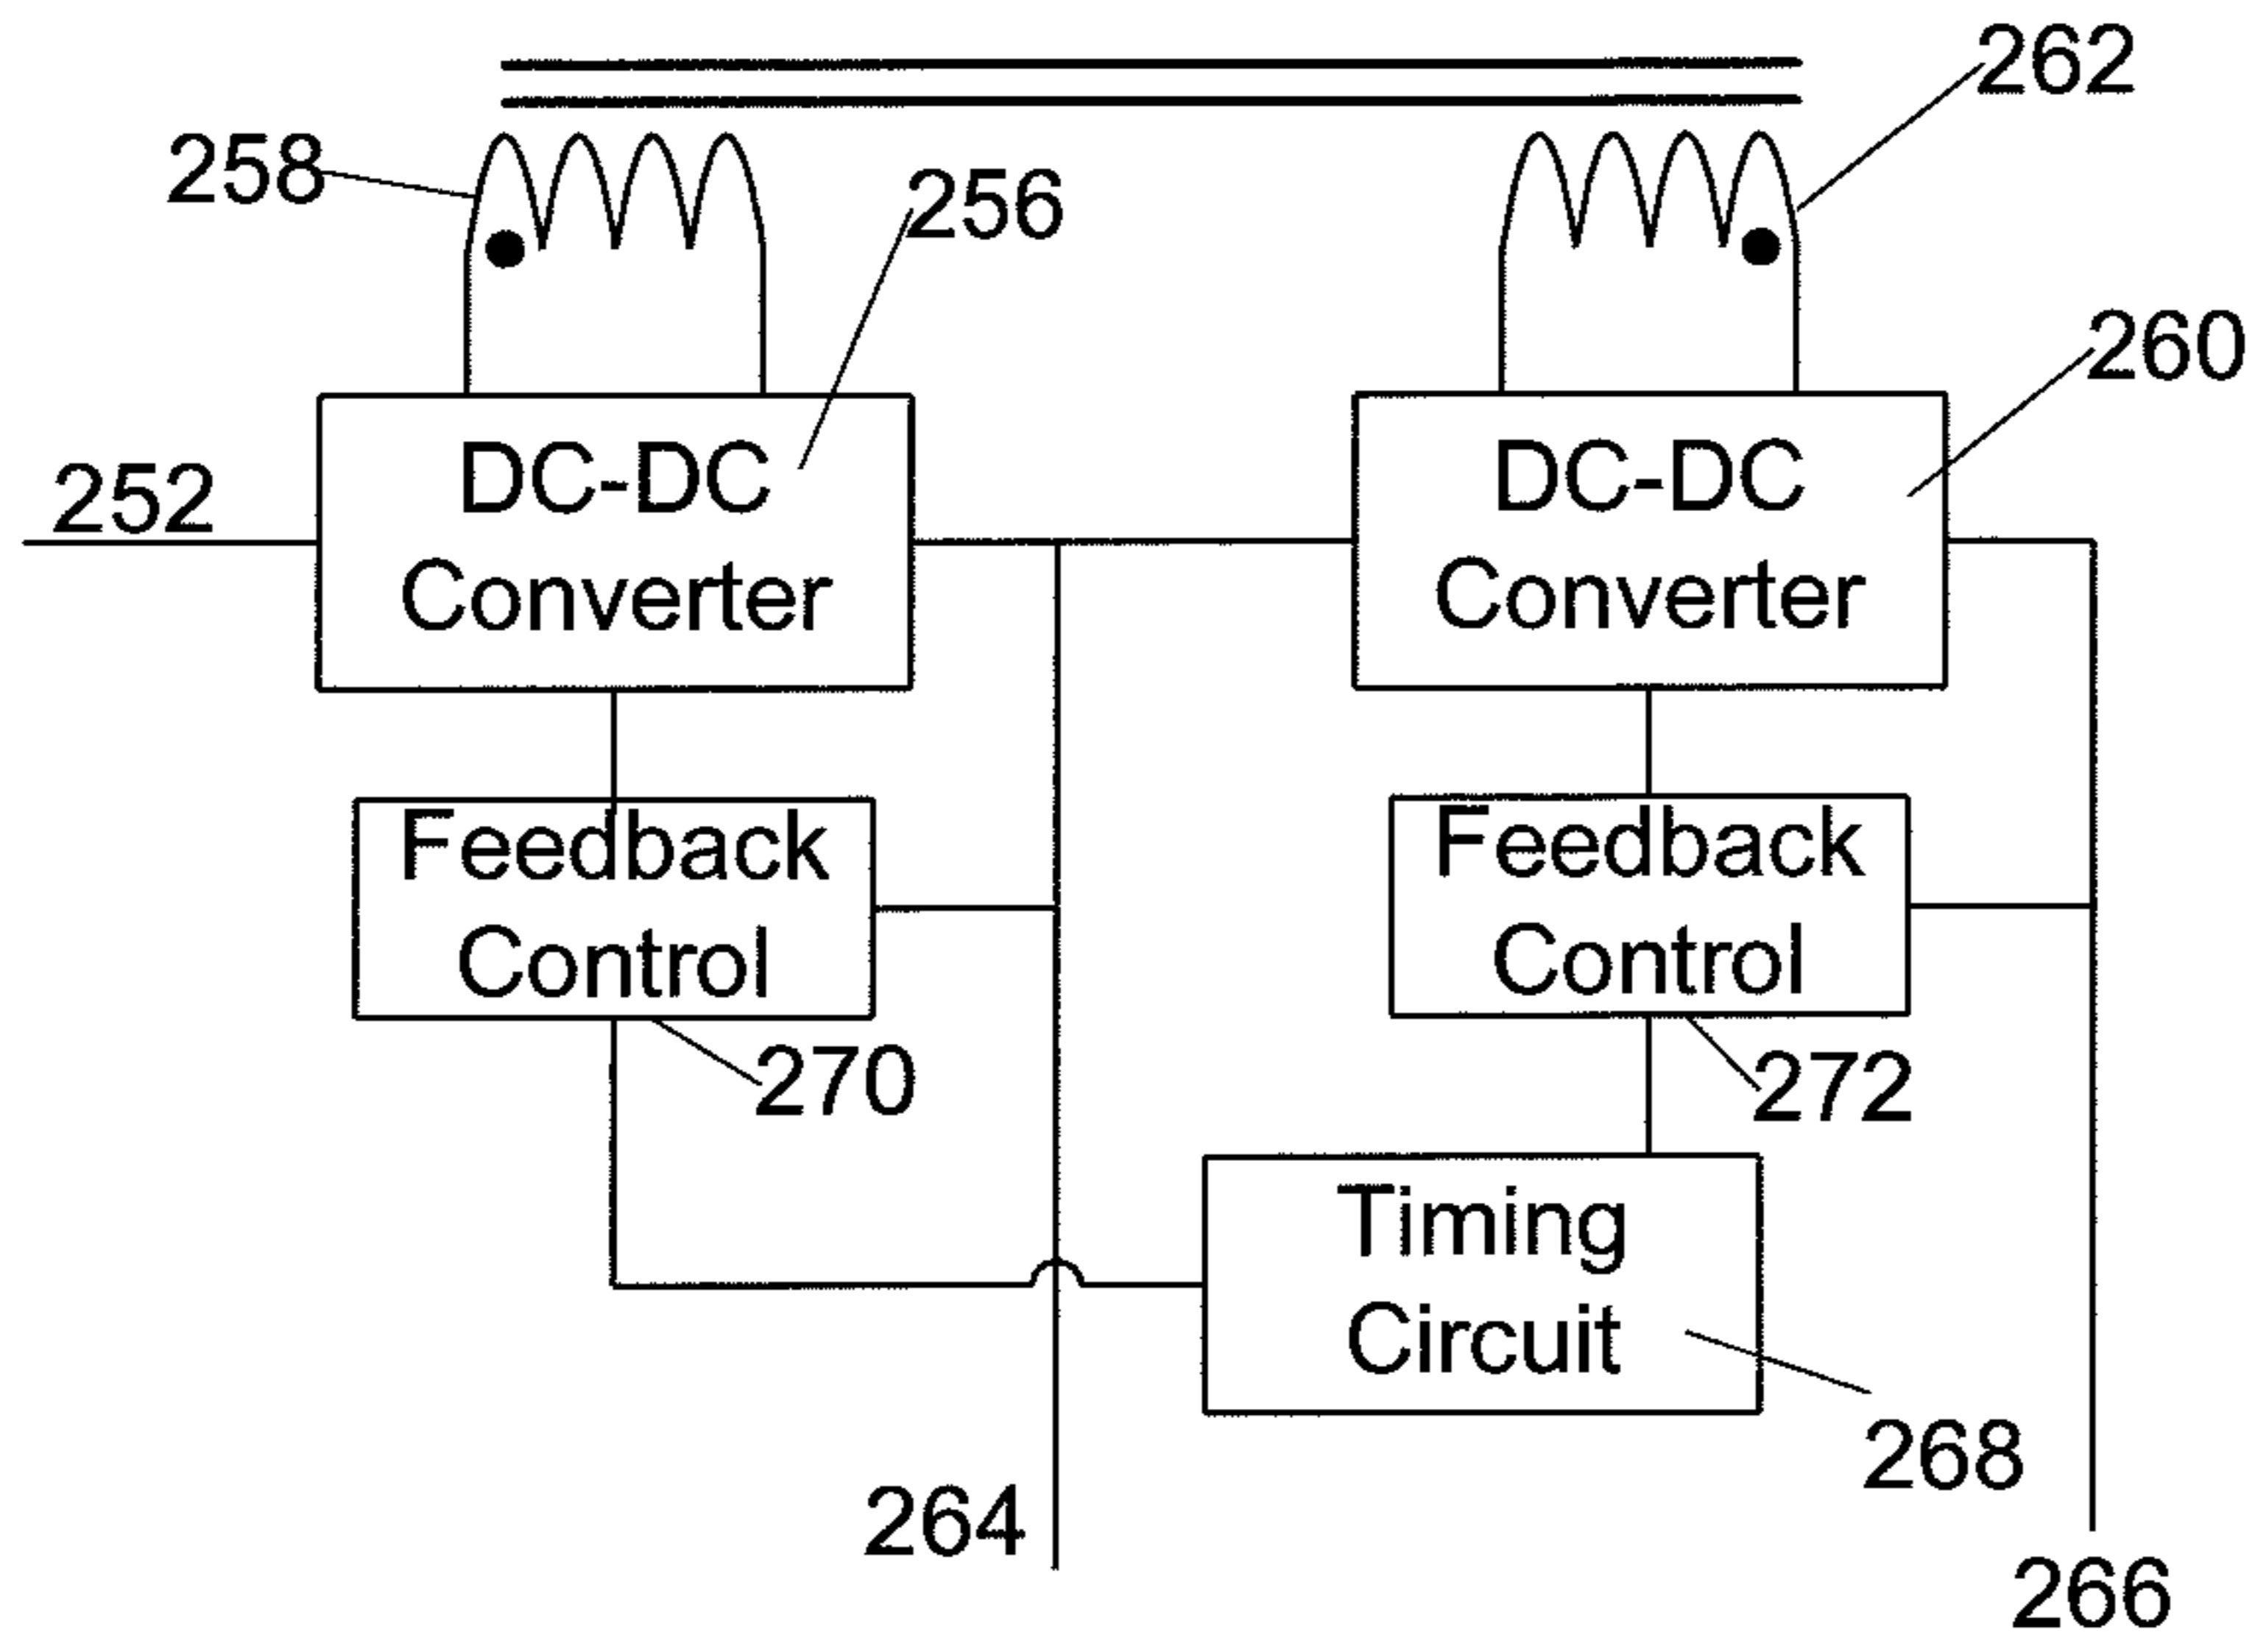 262
258
256
260
252
DC-DC
Converter
DC-DC
Converter
Feedback
Control
Feedback
Control
270
272
Timing
Circuit
268
264
266